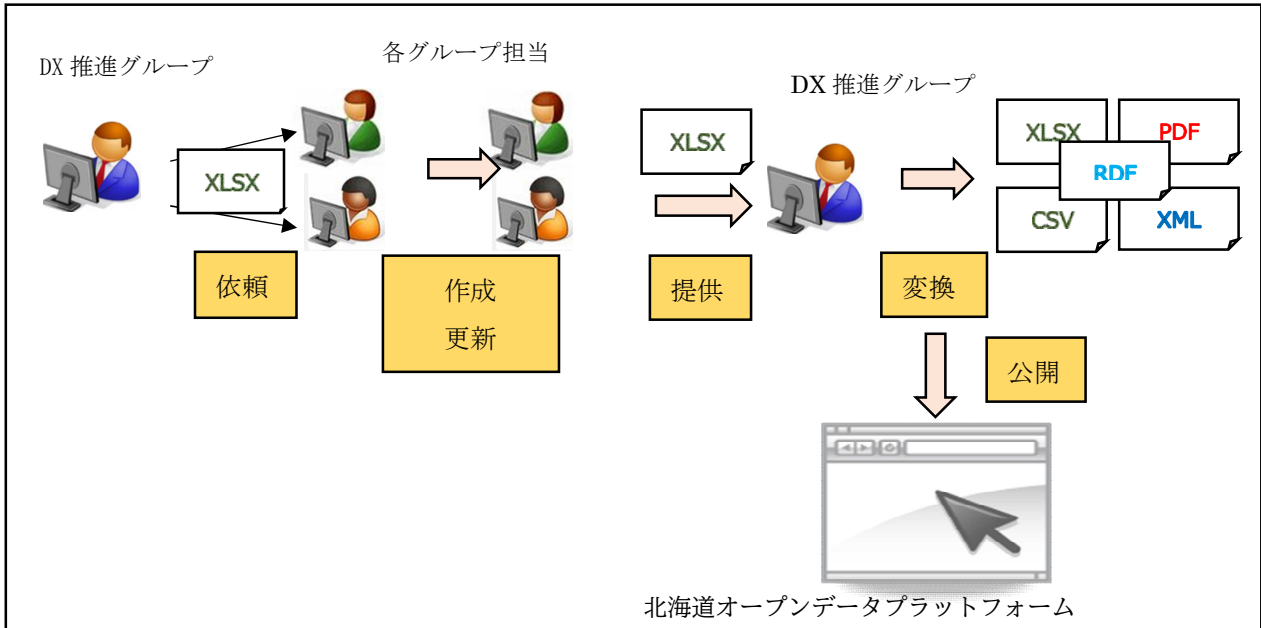 DX 推進グループ
各グループ担当
XLSX
依頼
作成
更新
XLSX
提供
DX 推進グループ
変換
XLSX
PDF
RDF
CSV
XML
公開
北海道オープンデータプラットフォーム